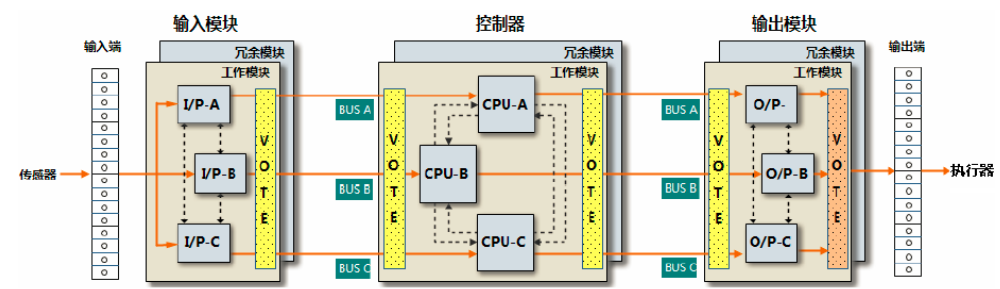 输入模块
控制器
输出模块
输入端
冗余模块
冗余模块
冗余模块
输出端
工作模块
工作模块
工作模块
I/P-A
BUS A
CPU-A
BUS A
O/P-
VOTE
VOTE
VOTE
VOTE
VOTE
传感器
I/P-B
BUS B
CPU-B
BUS B
O/P-B
执行器
I/P-C
BUS C
CPU-C
BUS C
O/P-C